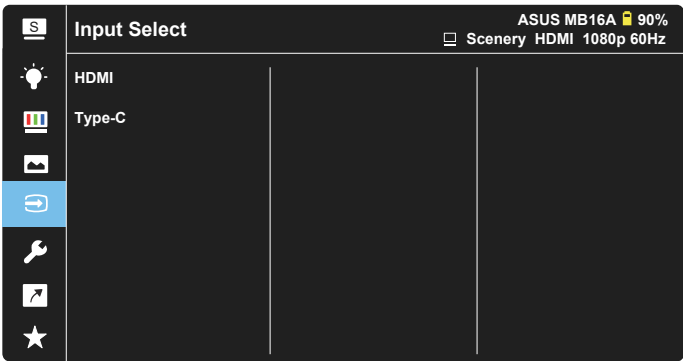 S
Input Select
ASUS MB16A 90%
Scenery HDMI 1080p 60Hz
HDMI
Type-C